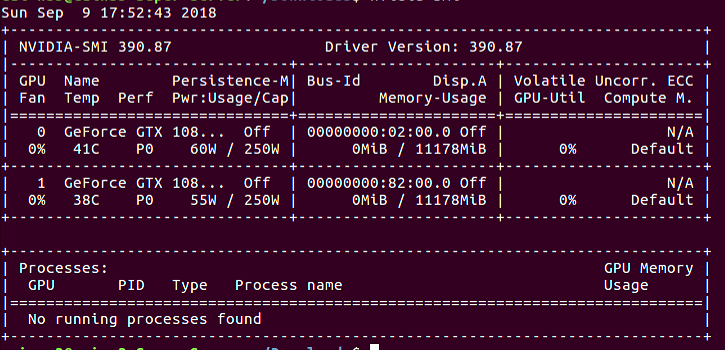 Sun Sep  9 17:52:43 2018
+-----------------------------------------------------------------------------+
| NVIDIA-SMI 390.87                 Driver Version: 390.87                    |
|-------------------------------+----------------------+----------------------+
| GPU  Name        Persistence-M| Bus-Id        Disp.A | Volatile Uncorr. ECC |
| Fan  Temp  Perf  Pwr:Usage/Cap|         Memory-Usage | GPU-Util  Compute M. |
|===============================+======================+======================|
|   0  GeForce GTX 108...  Off  | 00000000:02:00.0 Off |                  N/A |
|  0%   41C    P0    60W / 250W |      0MiB / 11178MiB |      0%      Default |
+-------------------------------+----------------------+----------------------+
|   1  GeForce GTX 108...  Off  | 00000000:82:00.0 Off |                  N/A |
|  0%   38C    P0    55W / 250W |      0MiB / 11178MiB |      0%      Default |
+-------------------------------+----------------------+----------------------+
+-----------------------------------------------------------------------------+
| Processes:                                                       GPU Memory |
|  GPU       PID   Type   Process name                             Usage      |
|=============================================================================|
|  No running processes found                                                 |
+-----------------------------------------------------------------------------+